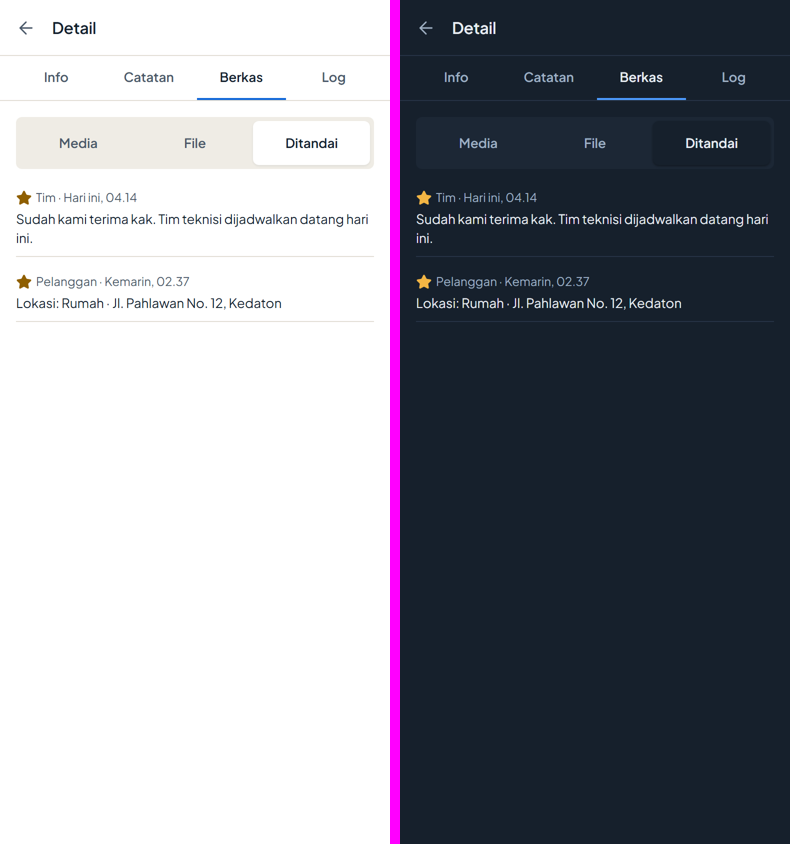 Detail
Info Catatan Berkas Log
Media File Ditandai
Tim · Hari ini, 04.14
Sudah kami terima kak. Tim teknisi dijadwalkan datang hari
ini.
Pelanggan · Kemarin, 02.37
Lokasi: Rumah · Jl. Pahlawan No. 12, Kedaton
Detail
Info Catatan Berkas Log
Media File Ditandai
Tim · Hari ini, 04.14
Sudah kami terima kak. Tim teknisi dijadwalkan datang hari
ini.
Pelanggan · Kemarin, 02.37
Lokasi: Rumah · Jl. Pahlawan No. 12, Kedaton